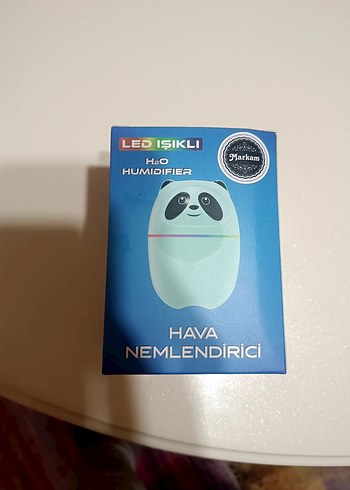 LED IŞIKLI
Markam
H₂O
HUMIDIFIER
HAVA
NEMLENDİRİCİ